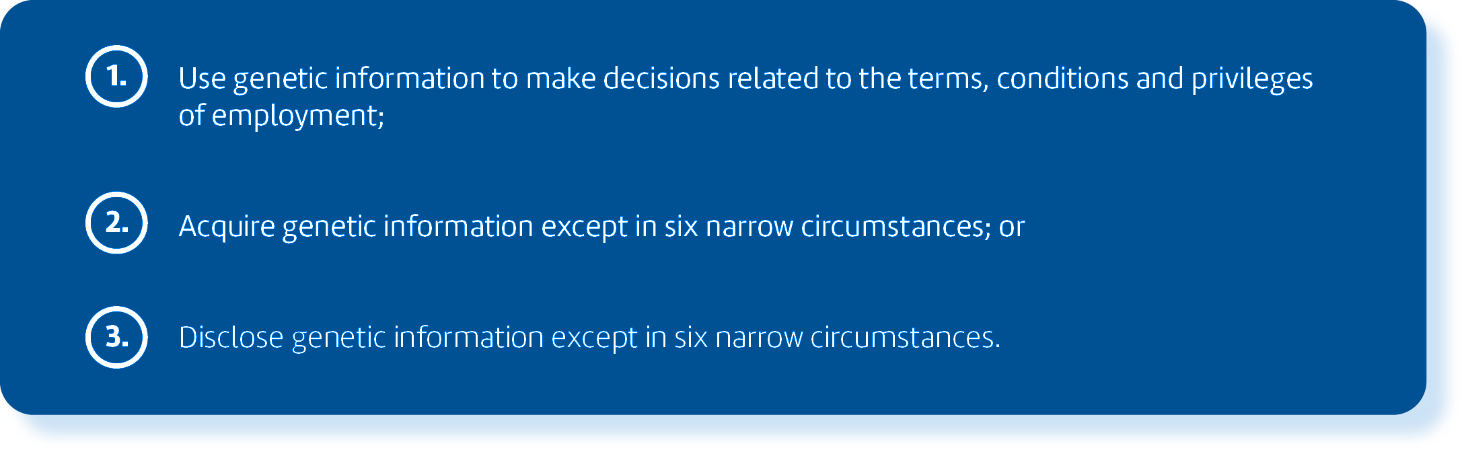 1. Use genetic information to make decisions related to the terms, conditions and privileges
of employment;
2. Acquire genetic information except in six narrow circumstances; or
3. Disclose genetic information except in six narrow circumstances.